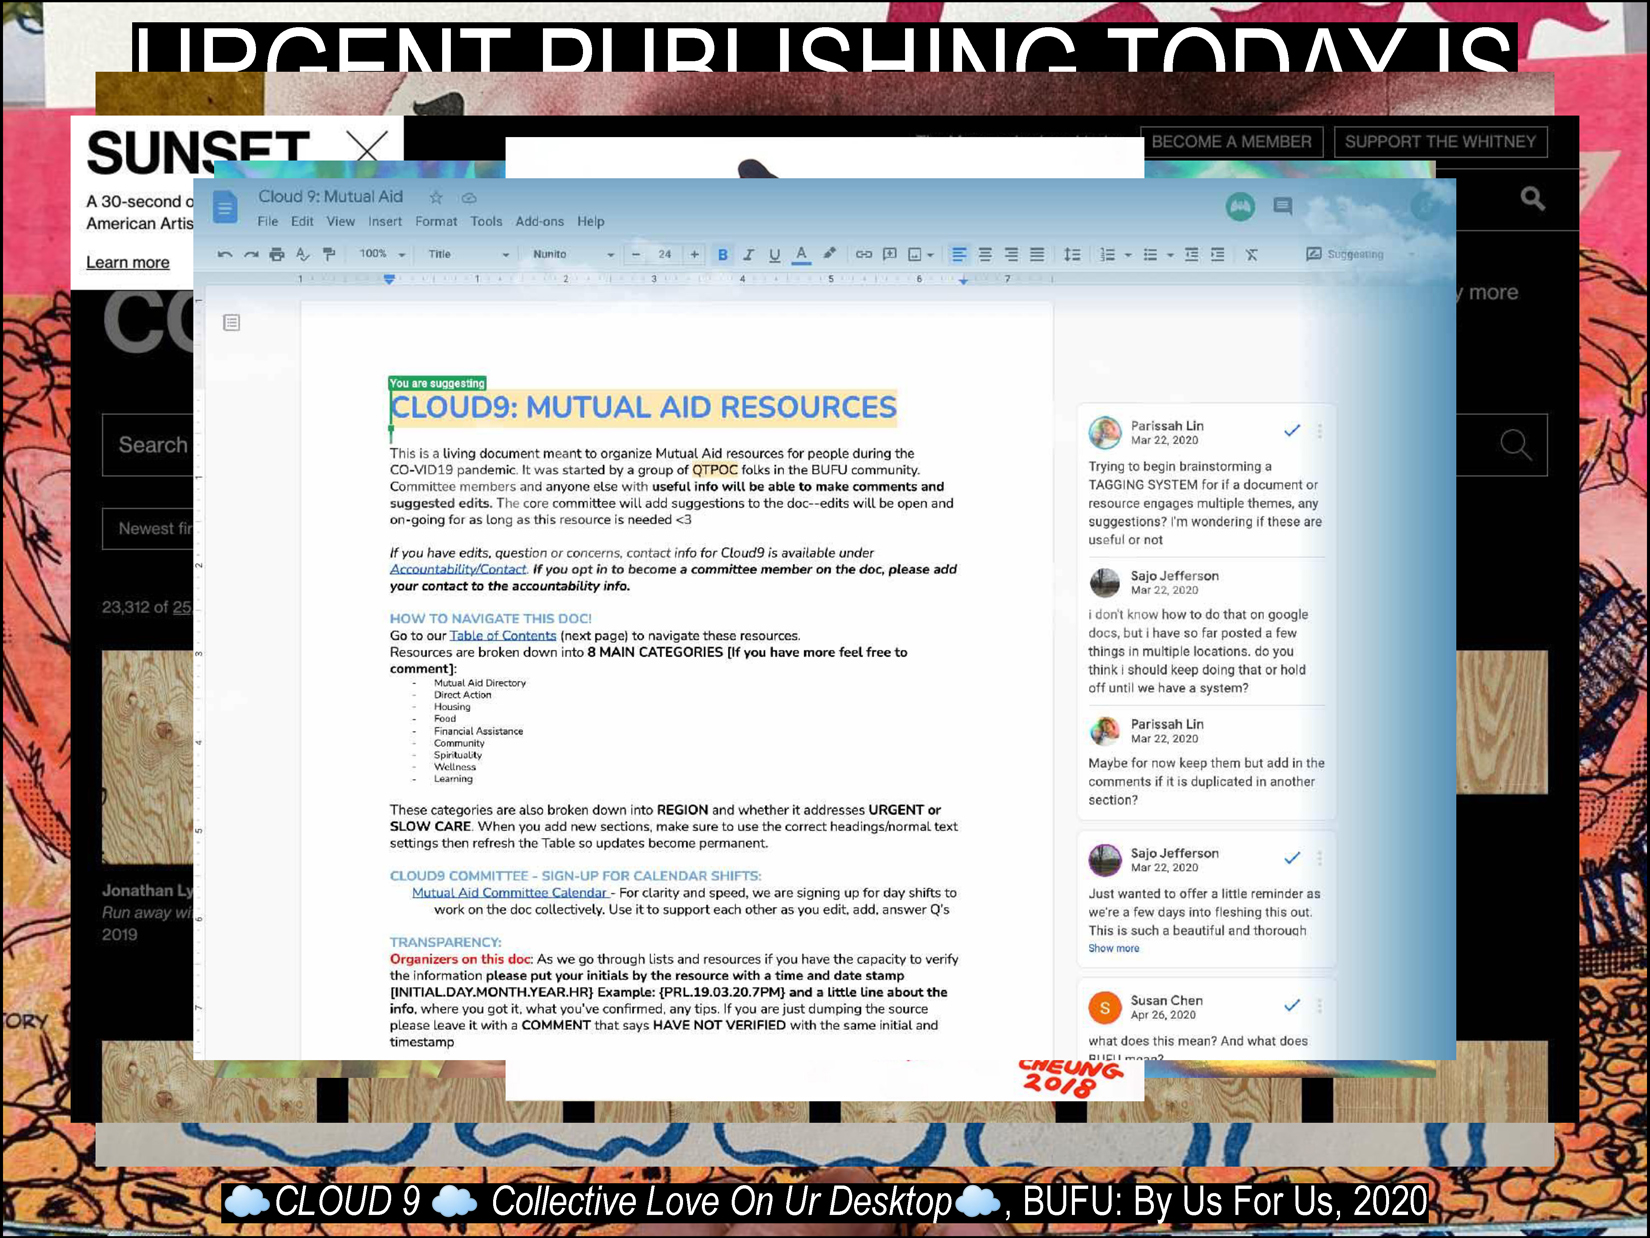 URGENT PUBLISHING TODAY IS
SUNSET
A 30-second o
American Artis
Learn more
BECOME A MEMBER
SUPPORT THE WHITNEY
y more
CO
Search
Newest fir
23,312 of 25,
Jonathan Ly
Run away wi
2019
ORY
Cloud 9: Mutual Aid
File Edit View Insert Format Tools Add-ons Help
100% Title Nunito - 24 + B I U A Suggesting
1 1 2 3 4 5 6 7
1
1
2
3
4
5
6
7
You are suggesting
CLOUD9: MUTUAL AID RESOURCES
This is a living document meant to organize Mutual Aid resources for people during the
CO-VID19 pandemic. It was started by a group of QTPOC folks in the BUFU community.
Committee members and anyone else with useful info will be able to make comments and
suggested edits. The core committee will add suggestions to the doc--edits will be open and
on-going for as long as this resource is needed <3
If you have edits, question or concerns, contact info for Cloud9 is available under
Accountability/Contact. If you opt in to become a committee member on the doc, please add
your contact to the accountability info.
HOW TO NAVIGATE THIS DOC!
Go to our Table of Contents (next page) to navigate these resources.
Resources are broken down into 8 MAIN CATEGORIES [If you have more feel free to
comment]:
- Mutual Aid Directory
- Direct Action
- Housing
- Food
- Financial Assistance
- Community
- Spirituality
- Wellness
- Learning
These categories are also broken down into REGION and whether it addresses URGENT or
SLOW CARE. When you add new sections, make sure to use the correct headings/normal text
settings then refresh the Table so updates become permanent.
CLOUD9 COMMITTEE - SIGN-UP FOR CALENDAR SHIFTS:
Mutual Aid Committee Calendar - For clarity and speed, we are signing up for day shifts to
work on the doc collectively. Use it to support each other as you edit, add, answer Q's
TRANSPARENCY:
Organizers on this doc: As we go through lists and resources if you have the capacity to verify
the information please put your initials by the resource with a time and date stamp
[INITIAL.DAY.MONTH.YEAR.HR} Example: {PRL.19.03.20.7PM} and a little line about the
info, where you got it, what you've confirmed, any tips. If you are just dumping the source
please leave it with a COMMENT that says HAVE NOT VERIFIED with the same initial and
timestamp
Parissah Lin
Mar 22, 2020
Trying to begin brainstorming a
TAGGING SYSTEM for if a document or
resource engages multiple themes, any
suggestions? I'm wondering if these are
useful or not
Sajo Jefferson
Mar 22, 2020
i don't know how to do that on google
docs, but i have so far posted a few
things in multiple locations. do you
think i should keep doing that or hold
off until we have a system?
Parissah Lin
Mar 22, 2020
Maybe for now keep them but add in the
comments if it is duplicated in another
section?
Sajo Jefferson
Mar 22, 2020
Just wanted to offer a little reminder as
we're a few days into fleshing this out.
This is such a beautiful and thorough
Show more
S
Susan Chen
Apr 26, 2020
what does this mean? And what does
BUFU mean?
CHEUNG
2018
CLOUD 9 Collective Love On Ur Desktop, BUFU: By Us For Us, 2020